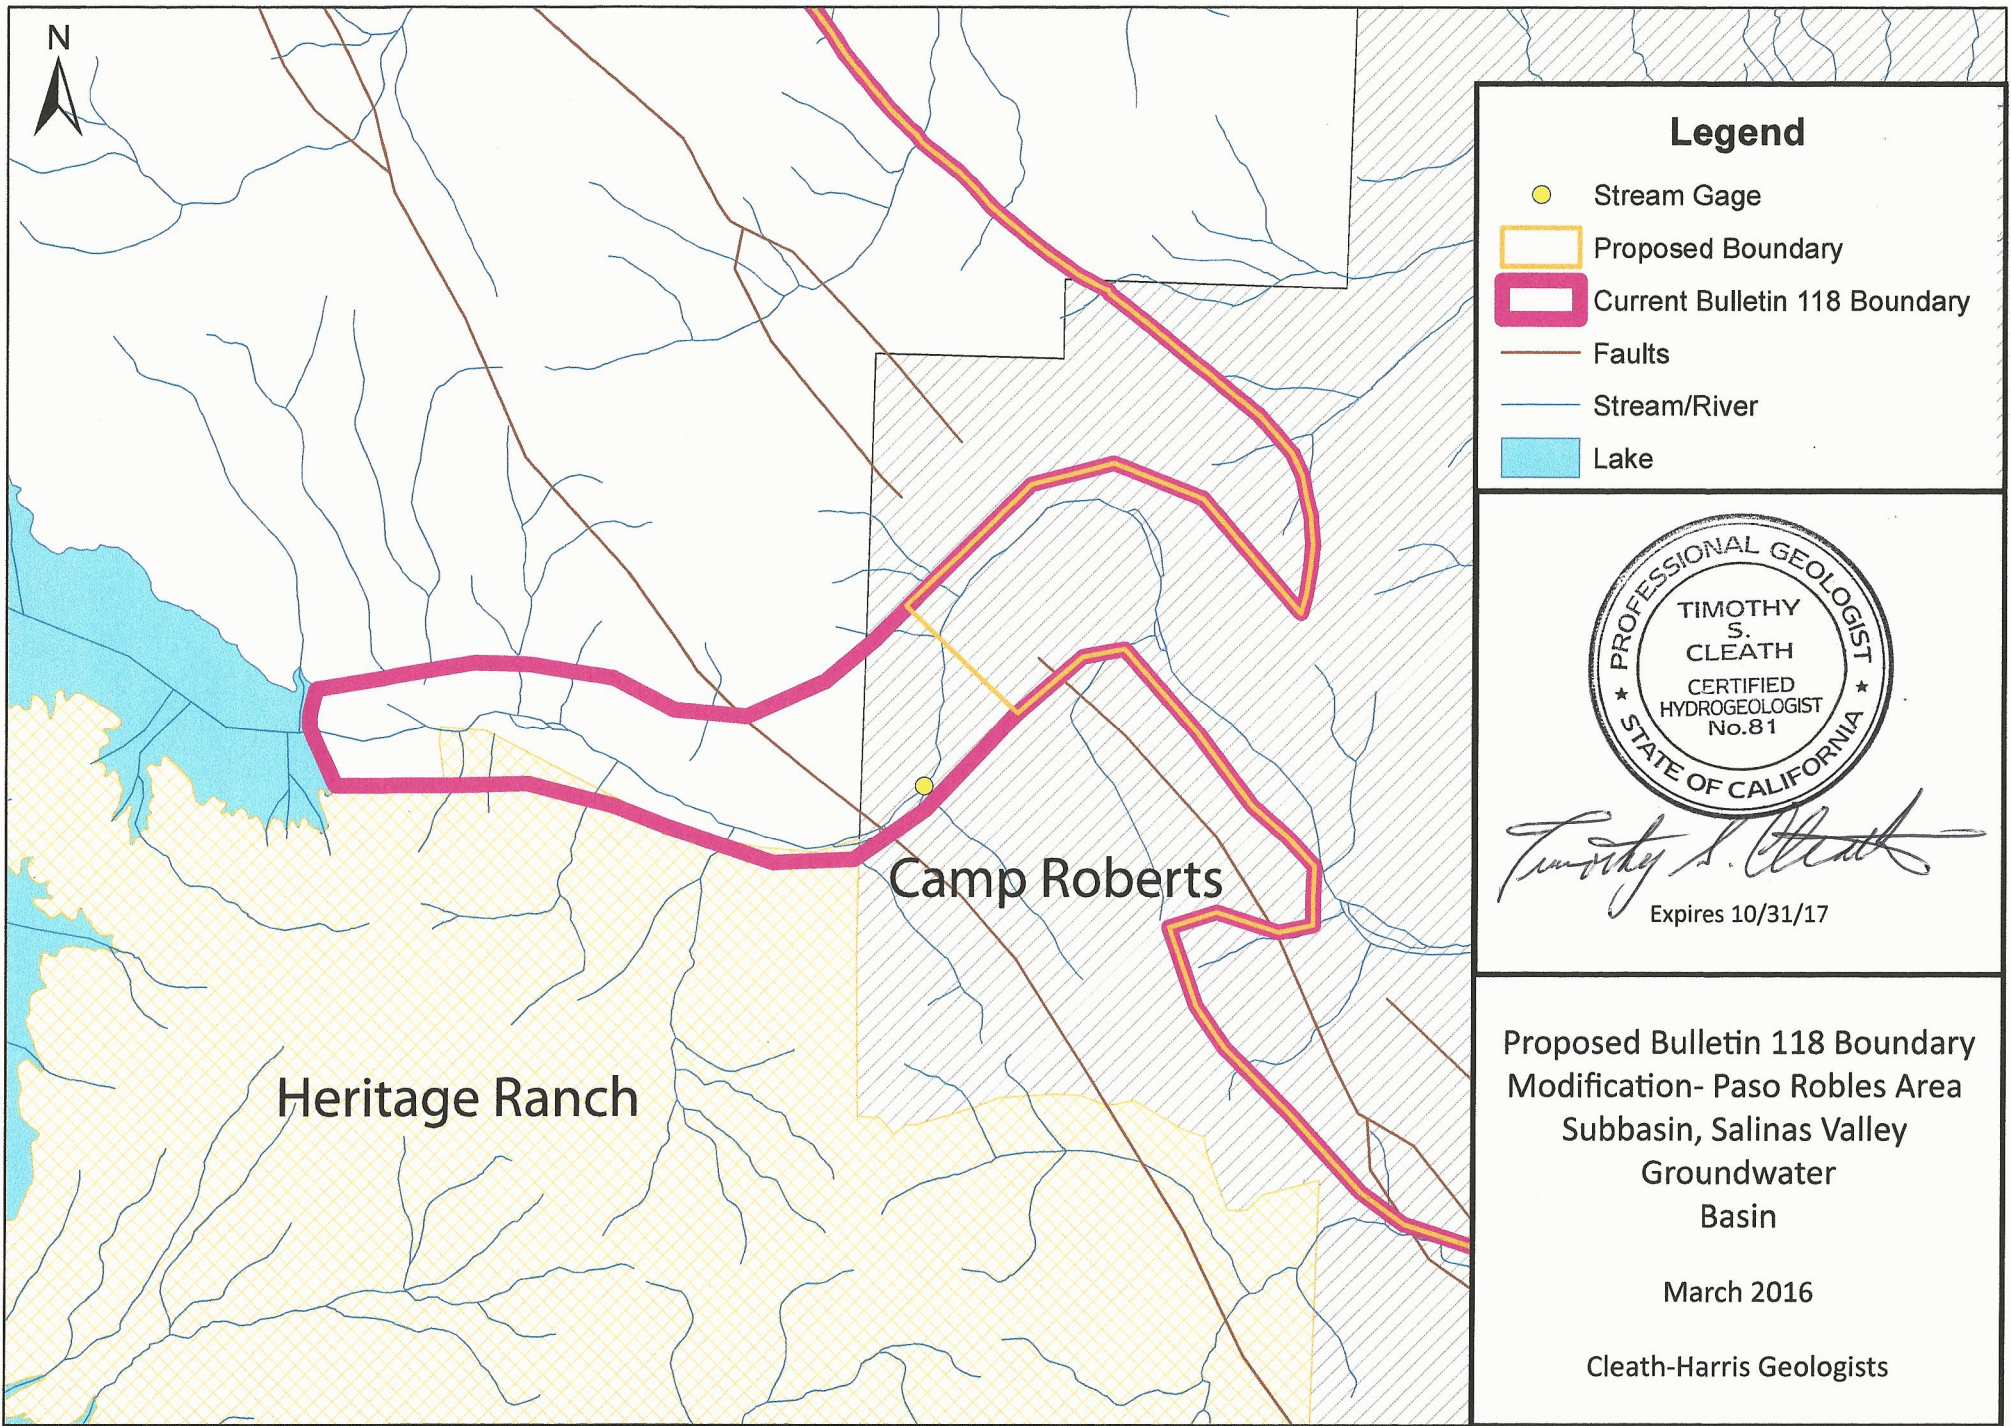 N
Camp Roberts
Heritage Ranch
Legend
Stream Gage
Proposed Boundary
Current Bulletin 118 Boundary
Faults
Stream/River
Lake
PROFESSIONAL GEOLOGIST
TIMOTHY
S.
CLEATH
CERTIFIED
HYDROGEOLOGIST
No.81
★ STATE OF CALIFORNIA ★
Timothy S. Cleath
Expires 10/31/17
Proposed Bulletin 118 Boundary
Modification- Paso Robles Area
Subbasin, Salinas Valley
Groundwater
Basin
March 2016
Cleath-Harris Geologists